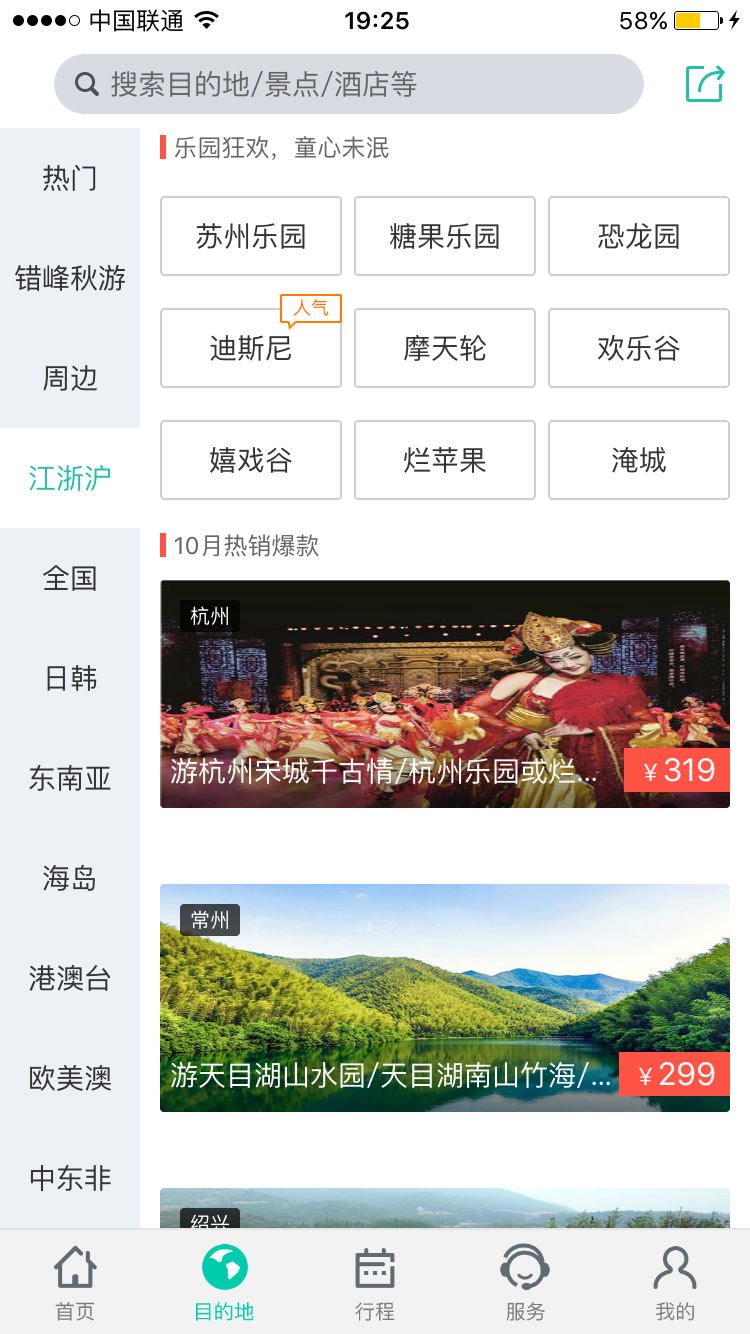 中国联通 19:25 58%
搜索目的地/景点/酒店等
热门
错峰秋游
周边
江浙沪
全国
日韩
东南亚
海岛
港澳台
欧美澳
中东非
乐园狂欢，童心未泯
苏州乐园 糖果乐园 恐龙园
人气
迪斯尼 摩天轮 欢乐谷
嬉戏谷 烂苹果 淹城
10月热销爆款
杭州
游杭州宋城千古情/杭州乐园或烂... ¥319
常州
游天目湖山水园/天目湖南山竹海/... ¥299
绍兴
首页 目的地 行程 服务 我的